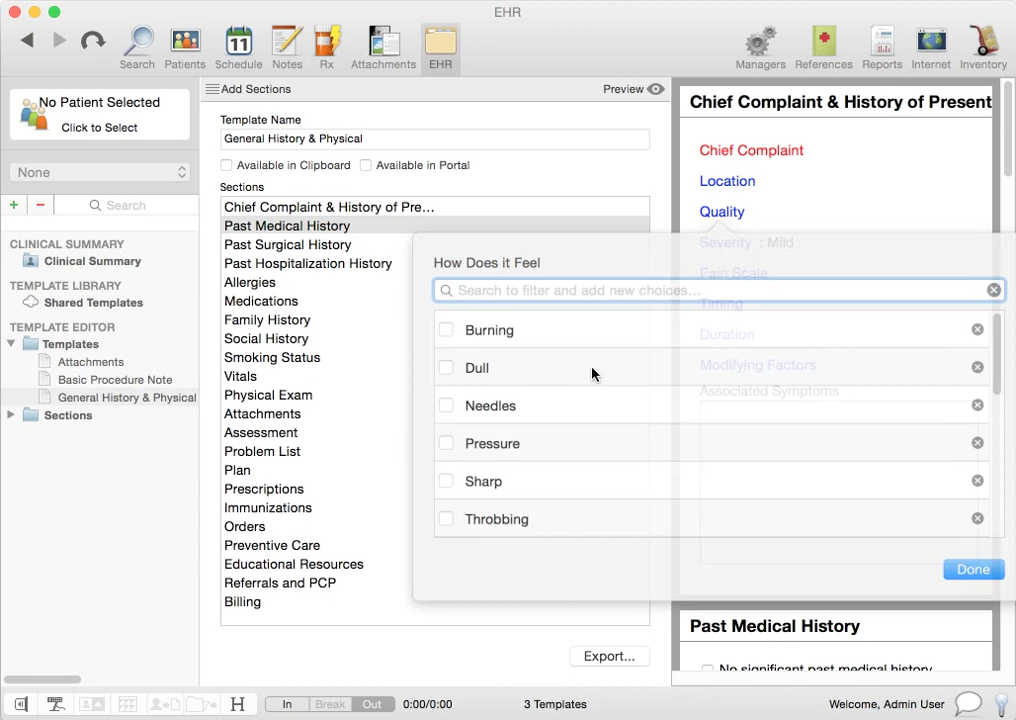 EHR
Search
Patients
11
Schedule
Notes
Rx
Attachments
EHR
Managers
References
Reports
Internet
Inventory
No Patient Selected
Click to Select
None
Search
CLINICAL SUMMARY
Clinical Summary
TEMPLATE LIBRARY
Shared Templates
TEMPLATE EDITOR
Templates
Attachments
Basic Procedure Note
General History & Physical
Sections
Add Sections
Preview
Template Name
General History & Physical
Available in Clipboard
Available in Portal
Sections
Chief Complaint & History of Pre...
Past Medical History
Past Surgical History
Past Hospitalization History
Allergies
Medications
Family History
Social History
Smoking Status
Vitals
Physical Exam
Attachments
Assessment
Problem List
Plan
Prescriptions
Immunizations
Orders
Preventive Care
Educational Resources
Referrals and PCP
Billing
Export...
Chief Complaint & History of Present
Chief Complaint
Location
Quality
Severity : Mild
Pain Scale
Timing
Duration
Modifying Factors
Associated Symptoms
How Does it Feel
Search to filter and add new choices...
Burning
Dull
Needles
Pressure
Sharp
Throbbing
Done
Past Medical History
No significant past medical history
H
In
Break
Out
0:00/0:00
3 Templates
Welcome, Admin User